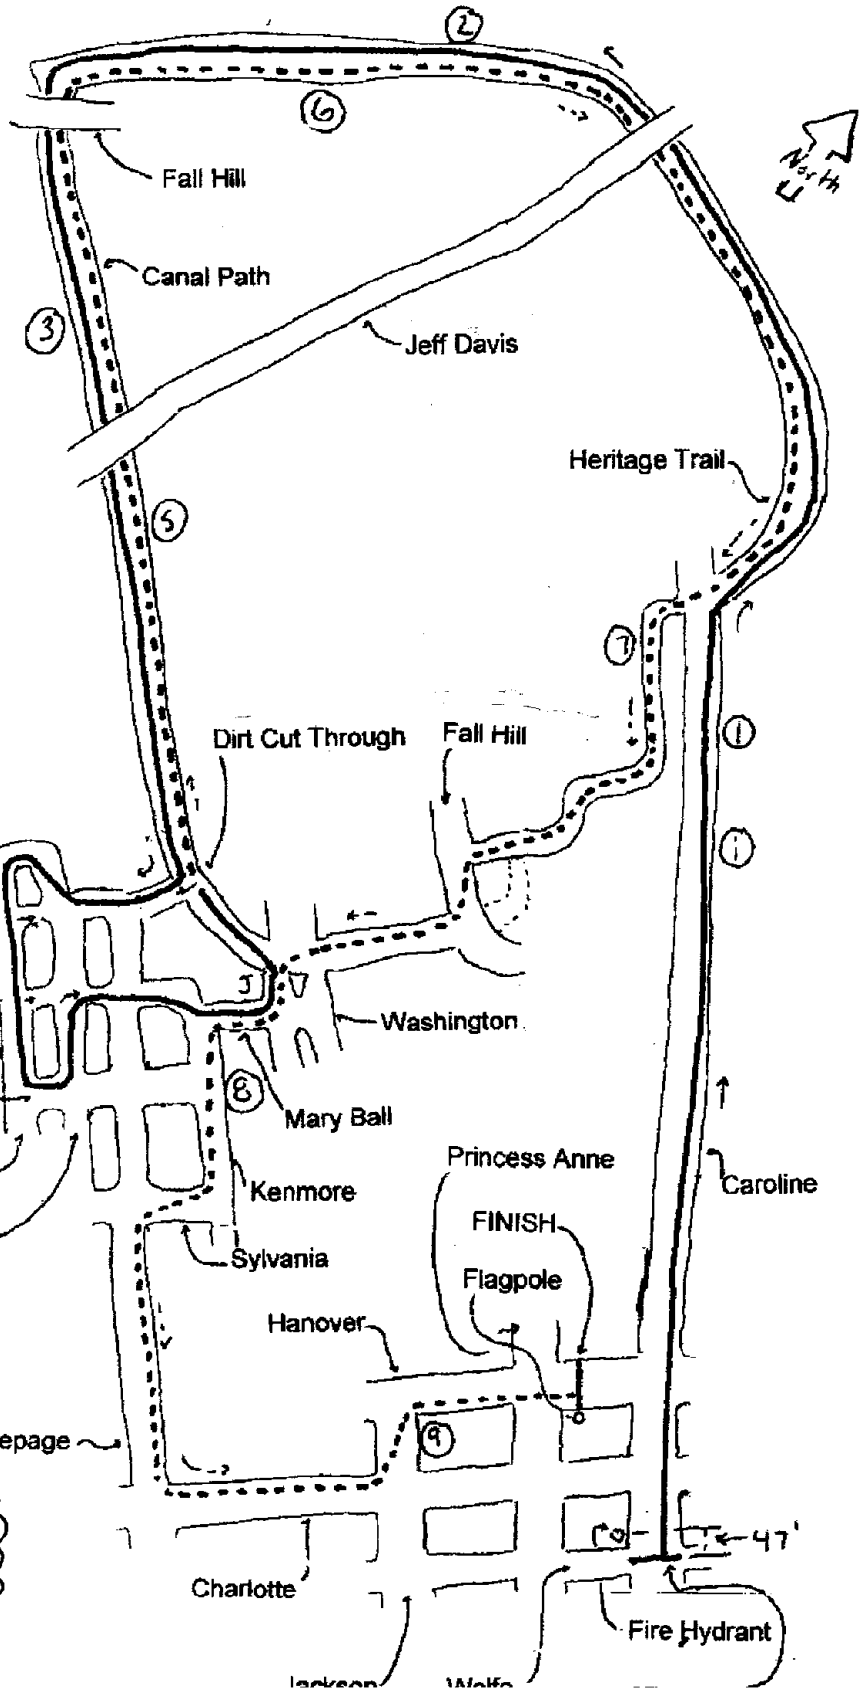 2
6
North
Fall Hill
Canal Path
3
Jeff Davis
Heritage Trail
5
7
Dirt Cut Through
Fall Hill
1
1
Washington
8
Mary Ball
Princess Anne
Kenmore
Caroline
FINISH
Sylvania
Flagpole
Hanover
9
epage
47'
Charlotte
Fire Hydrant
Jackson
Wolfe